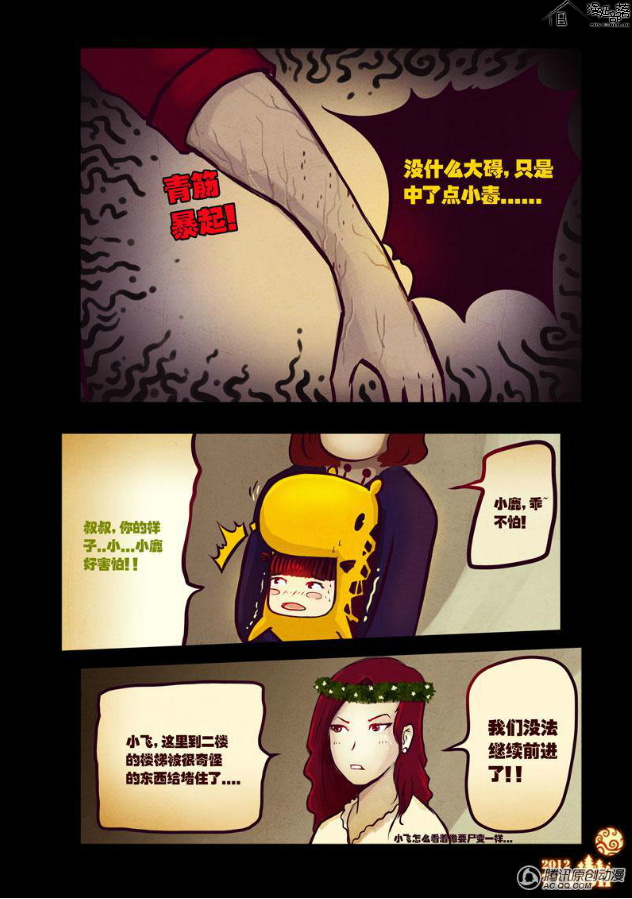 漫画部落
没什么大碍，只是
中了点小毒......
青筋
暴起！
小鹿，乖~
不怕！
叔叔，你的样
子..小...小鹿
好害怕！！
我们没法
继续前进
了！！
小飞，这里到二楼
的楼梯被很奇怪
的东西给堵住了....
小飞怎么看着像要尸变一样...
2012
腾讯原创动漫